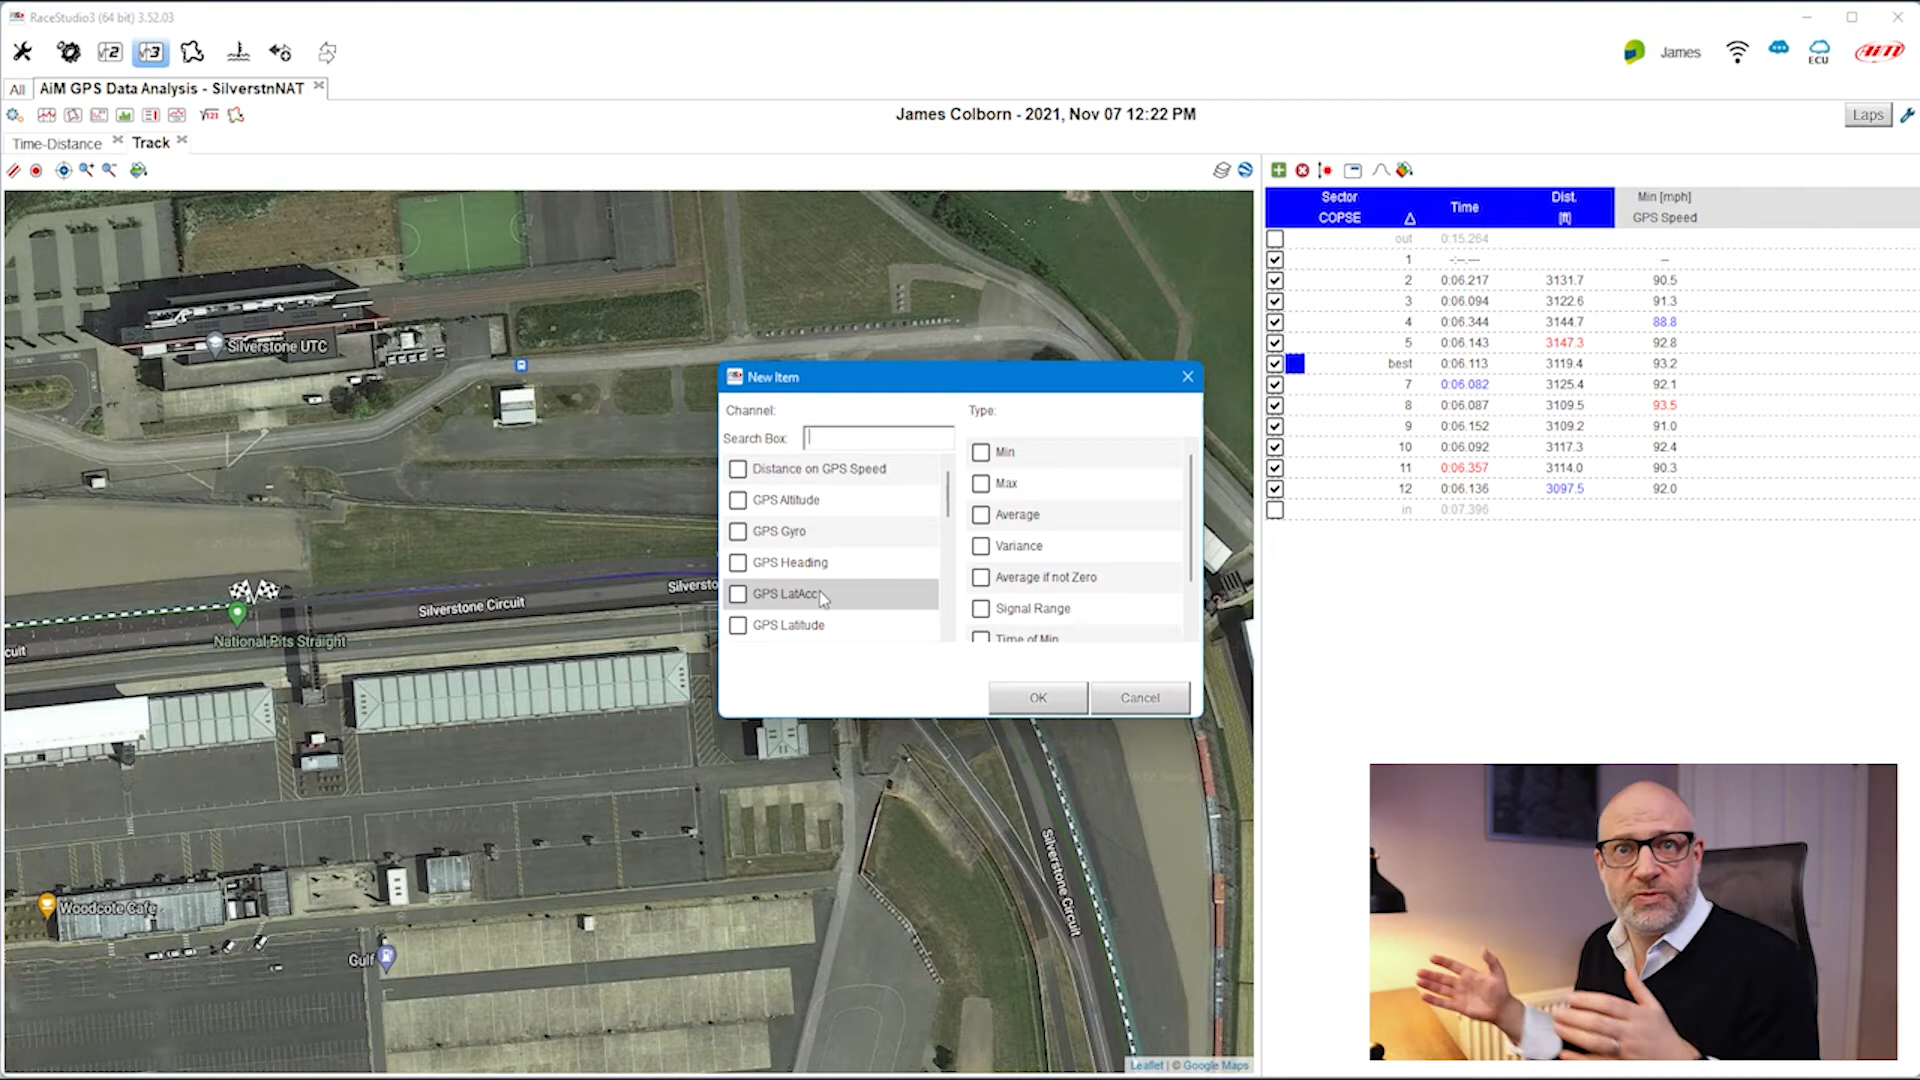 RaceStudio3 (64 bit) 3.52.03
James
ECU
AiM
All
AiM GPS Data Analysis - SilverstnNAT
James Colborn - 2021, Nov 07 12:22 PM
Laps
Time-Distance
Track
Silverstone UTC
Silversto
Silverstone Circuit
National Pits Straight
cuit
Silverstone Circuit
Woodcote Cafe
Gulf
Leaflet | © Google Maps
New Item
Channel:
Type:
Search Box:
Distance on GPS Speed
GPS Altitude
GPS Gyro
GPS Heading
GPS LatAcc
GPS Latitude
Min
Max
Average
Variance
Average if not Zero
Signal Range
Time of Min
OK
Cancel
Sector Time Dist. Min [mph]
COPSE [ft] GPS Speed
out 0:15.264
1 -:--.--- --
2 0:06.217 3131.7 90.5
3 0:06.094 3122.6 91.3
4 0:06.344 3144.7 88.8
5 0:06.143 3147.3 92.8
best 0:06.113 3119.4 93.2
7 0:06.082 3125.4 92.1
8 0:06.087 3109.5 93.5
9 0:06.152 3109.2 91.0
10 0:06.092 3117.3 92.4
11 0:06.357 3114.0 90.3
12 0:06.136 3097.5 92.0
in 0:07.396